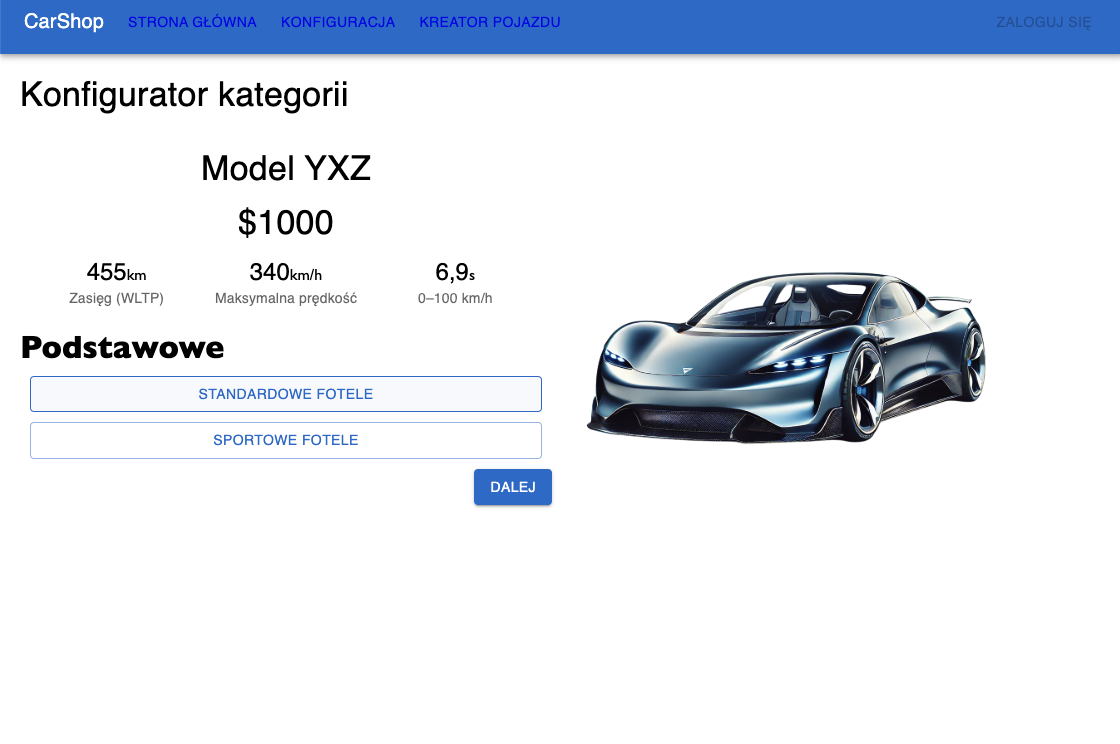 CarShop STRONA GŁÓWNA KONFIGURACJA KREATOR POJAZDU ZALOGUJ SIĘ
Konfigurator kategorii
Model YXZ
$1000
455km 340km/h 6,9s
Zasięg (WLTP) Maksymalna prędkość 0–100 km/h
Podstawowe
STANDARDOWE FOTELE
SPORTOWE FOTELE
DALEJ